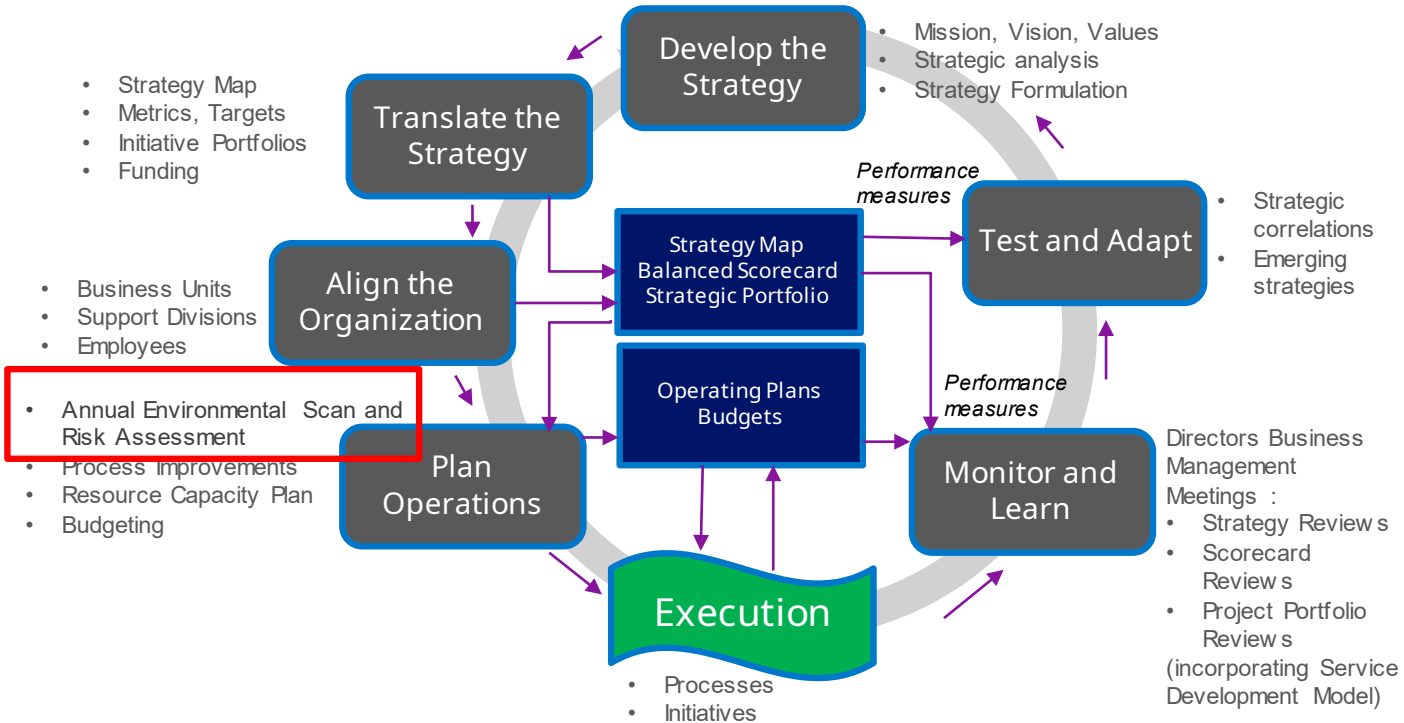 Develop the
Strategy
• Mission, Vision, Values
• Strategic analysis
• Strategy Formulation
• Strategy Map
• Metrics, Targets
• Initiative Portfolios
• Funding
Translate the
Strategy
Performance
measures
Test and Adapt
• Strategic
correlations
• Emerging
strategies
Strategy Map
Balanced Scorecard
Strategic Portfolio
Align the
Organization
• Business Units
• Support Divisions
• Employees
Operating Plans
Budgets
Performance
measures
• Annual Environmental Scan and
Risk Assessment
• Process Improvements
• Resource Capacity Plan
• Budgeting
Plan
Operations
Monitor and
Learn
Directors Business
Management
Meetings :
• Strategy Reviews
• Scorecard
Reviews
• Project Portfolio
Reviews
(incorporating Service
Development Model)
Execution
• Processes
• Initiatives